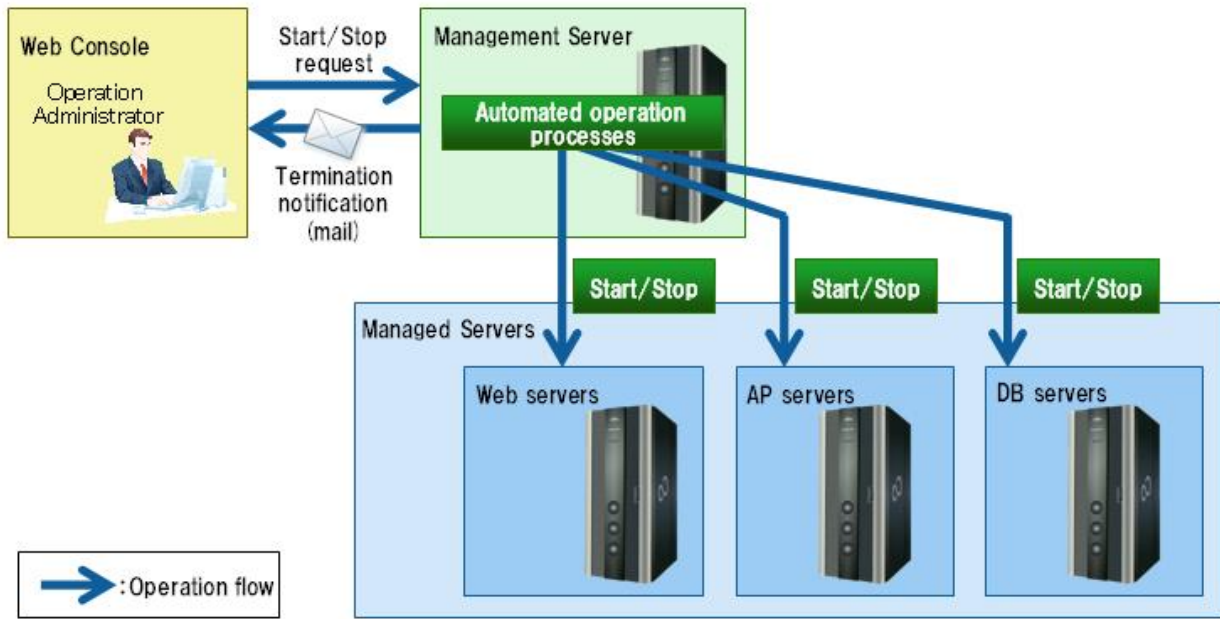 Web Console
Operation
Administrator
Start/Stop
request
Termination
notification
(mail)
Management Server
Automated operation
processes
Start/Stop
Start/Stop
Start/Stop
Managed Servers
Web servers
AP servers
DB servers
:Operation flow